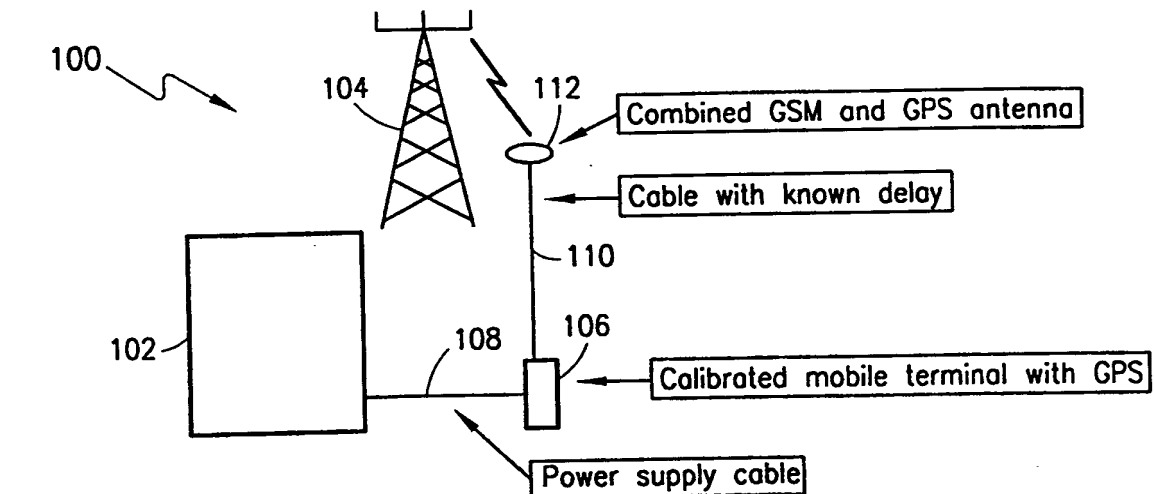 100
104
112
Combined GSM and GPS antenna
Cable with known delay
110
102
108
106
Calibrated mobile terminal with GPS
Power supply cable